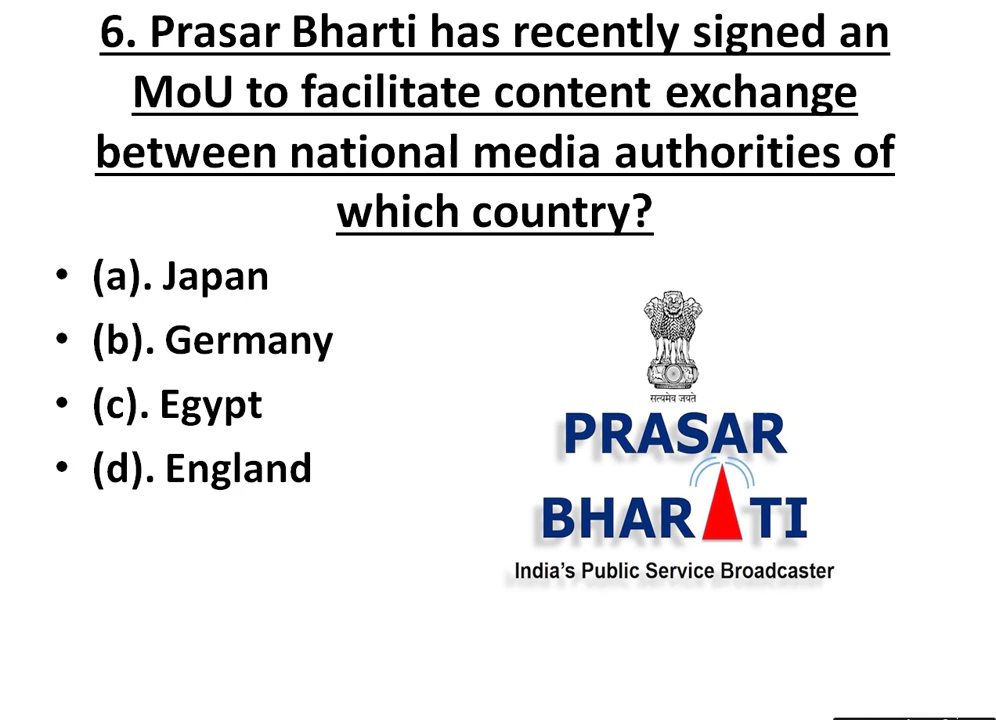 6. Prasar Bharti has recently signed an
MoU to facilitate content exchange
between national media authorities of
which country?
• (a). Japan
• (b). Germany
• (c). Egypt
• (d). England
सत्यमेव जयते
PRASAR
BHARATI
India's Public Service Broadcaster